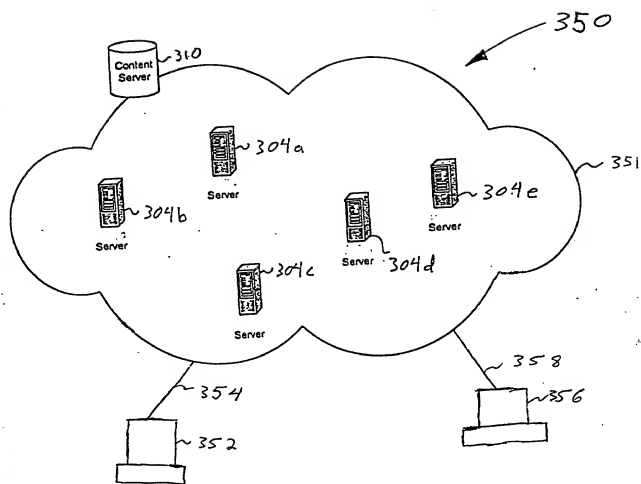 350
310
Content
Server
304a
351
304e
304b
Server
Server
304d
Server
Server
304c
Server
358
354
356
352